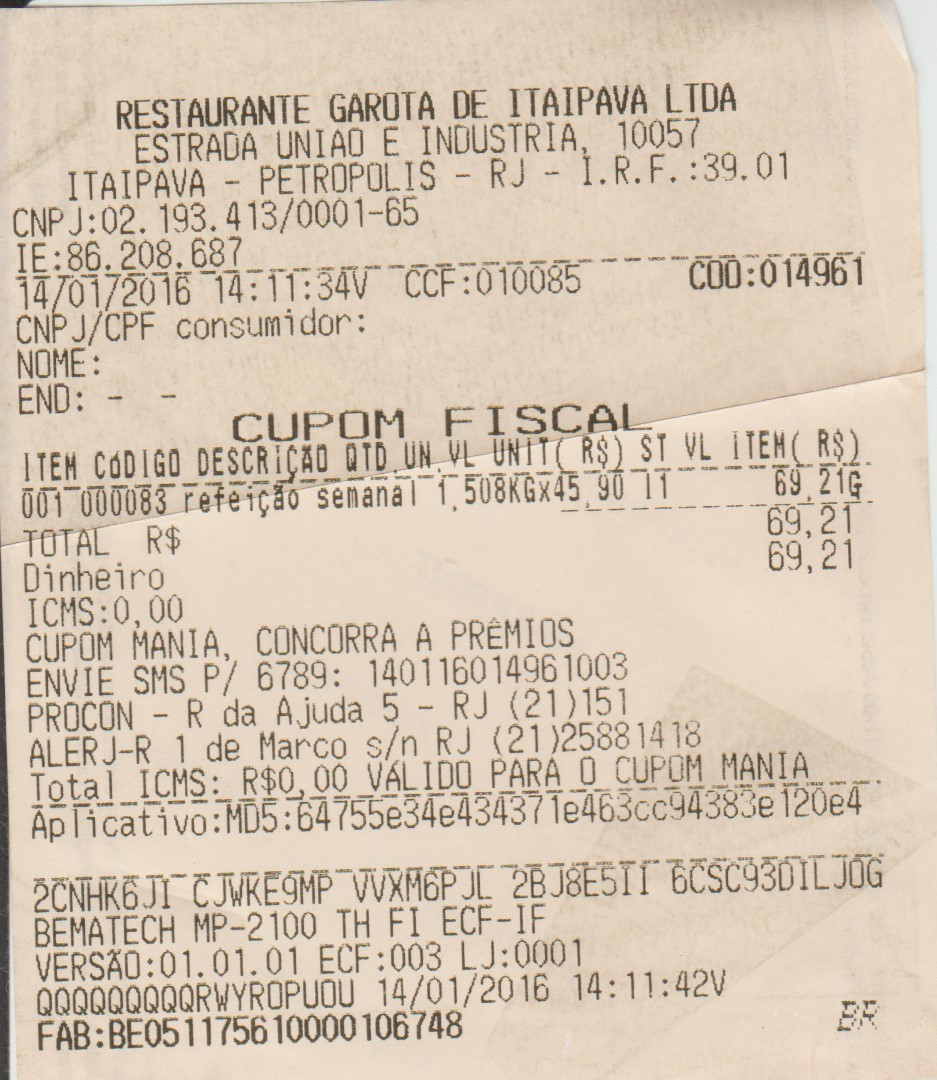 RESTAURANTE GAROTA DE ITAIPAVA LTDA
ESTRADA UNIAO E INDUSTRIA, 10057
ITAIPAVA - PETROPOLIS - RJ - I.R.F.:39.01
CNPJ:02.193.413/0001-65
IE:86.208.687
14/01/2016 14:11:34V CCF:010085 COO:014961
CNPJ/CPF consumidor:
NOME:
END: - -
CUPOM FISCAL
ITEM CÓDIGO DESCRIÇÃO QTD.UN.VL UNIT( R$) ST VL ITEM( R$)
001 000083 refeição semanal 1,508KGx45,90 I1 69,21G
TOTAL R$ 69,21
Dinheiro 69,21
ICMS:0,00
CUPOM MANIA, CONCORRA A PRÊMIOS
ENVIE SMS P/ 6789: 140116014961003
PROCON - R da Ajuda 5 - RJ (21)151
ALERJ-R 1 de Marco s/n RJ (21)25881418
Total ICMS: R$0,00 VÁLIDO PARA O CUPOM MANIA
Aplicativo:MD5:64755e34e434371e463cc94383e120e4
2CNHK6JI CJWKE9MP VVXM6PJL 2BJ8E5II 6CSC93DILJOG
BEMATECH MP-2100 TH FI ECF-IF
VERSÃO:01.01.01 ECF:003 LJ:0001
QQQQQQQQQRWYROPUOU 14/01/2016 14:11:42V
FAB:BE051175610000106748 BR